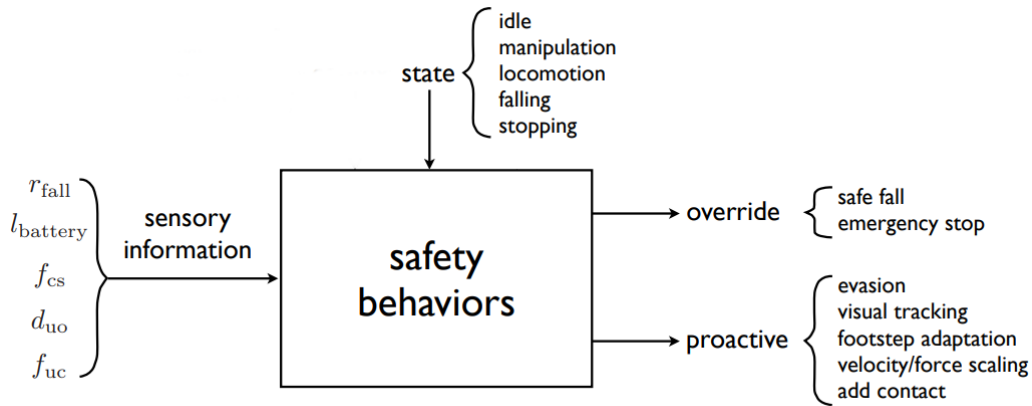 idle
manipulation
state
locomotion
falling
stopping
r_fall
l_battery
f_cs
d_uo
f_uc
sensory
information
safety
behaviors
override
safe fall
emergency stop
proactive
evasion
visual tracking
footstep adaptation
velocity/force scaling
add contact